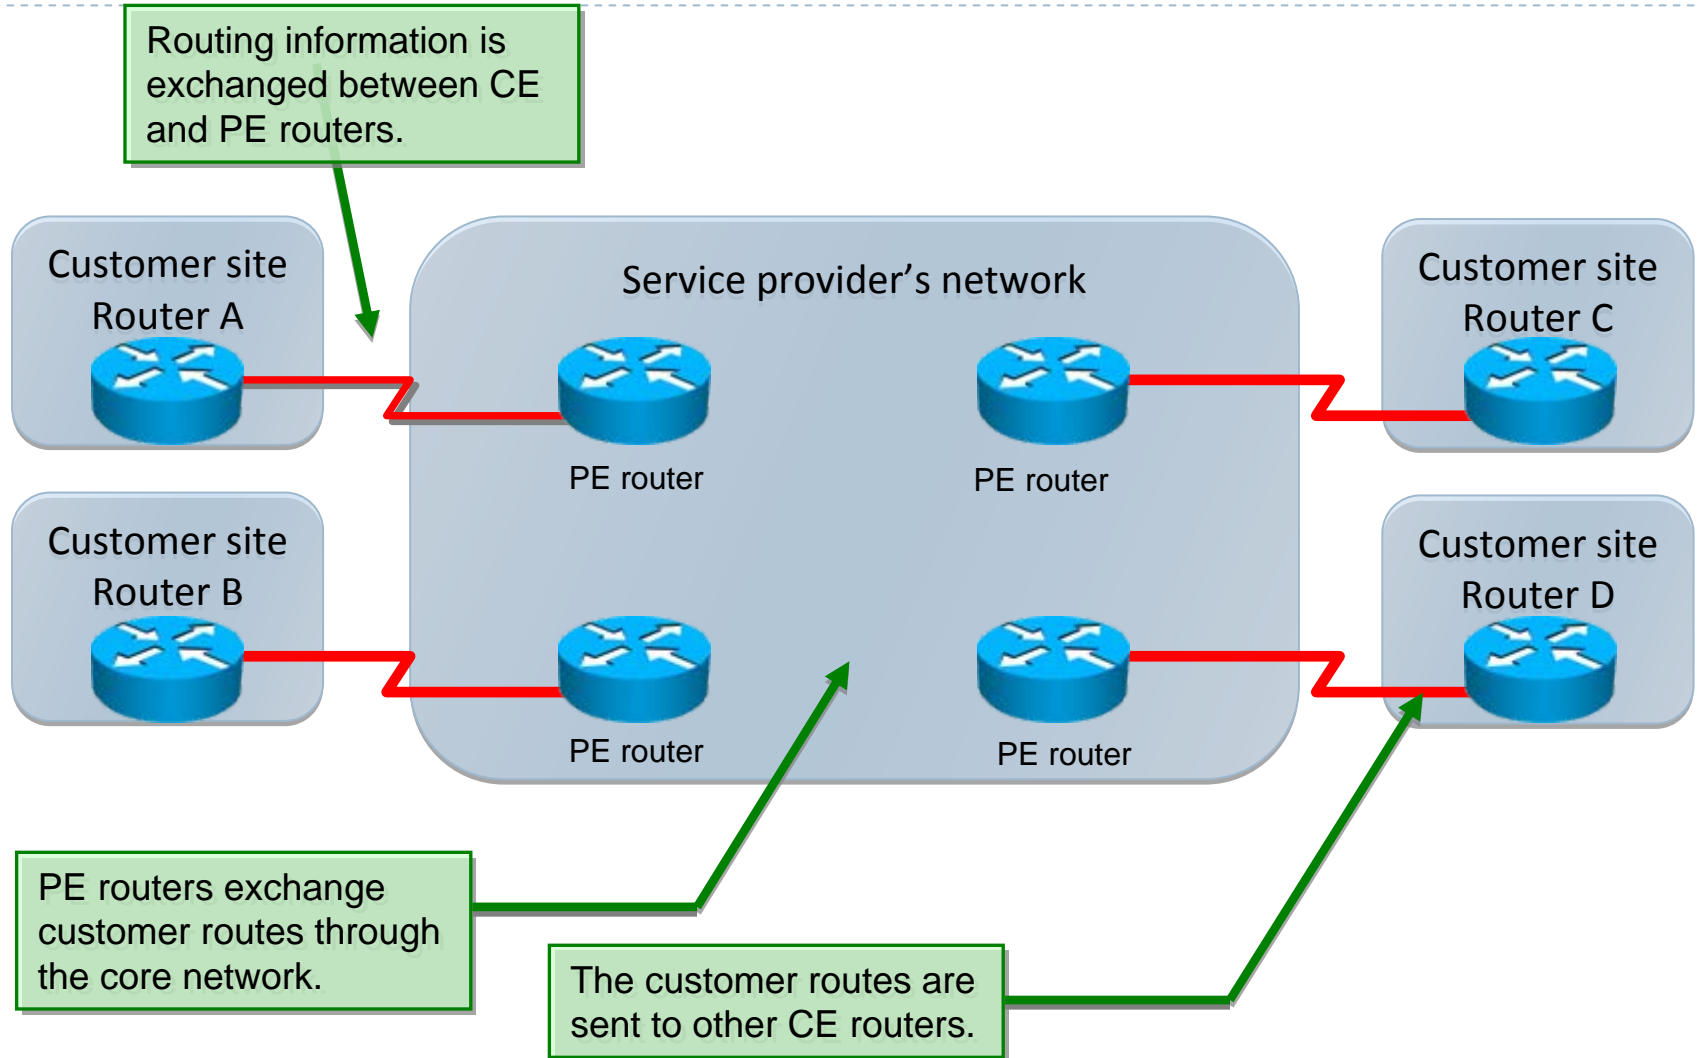 Routing information is
exchanged between CE
and PE routers.
Customer site
Router A
Service provider’s network
Customer site
Router C
PE router
PE router
Customer site
Router B
Customer site
Router D
PE router
PE router
PE routers exchange
customer routes through
the core network.
The customer routes are
sent to other CE routers.